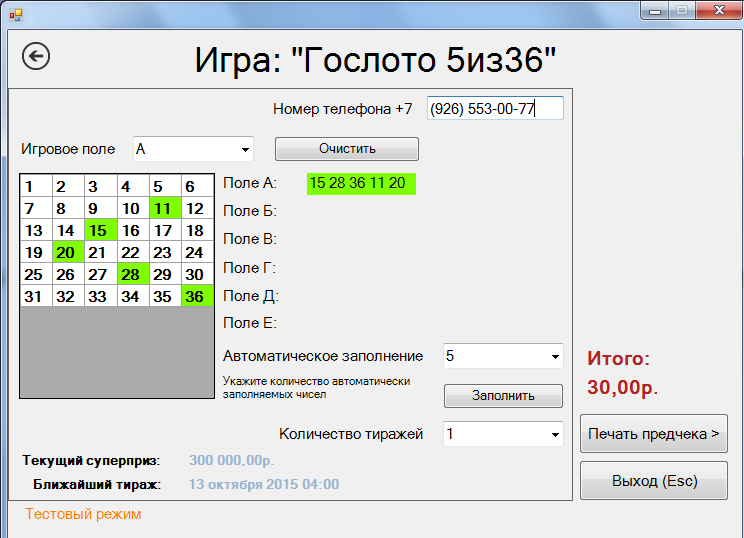 Игра: "Гослото 5из36"
Номер телефона +7 (926) 553-00-77
Игровое поле А Очистить
1 2 3 4 5 6
7 8 9 10 11 12
13 14 15 16 17 18
19 20 21 22 23 24
25 26 27 28 29 30
31 32 33 34 35 36
Поле А: 15 28 36 11 20
Поле Б:
Поле В:
Поле Г:
Поле Д:
Поле Е:
Автоматическое заполнение 5
Укажите количество автоматически
заполняемых чисел
Заполнить
Количество тиражей 1
Текущий суперприз: 300 000,00р.
Ближайший тираж: 13 октября 2015 04:00
Итого:
30,00р.
Печать предчека >
Выход (Esc)
Тестовый режим